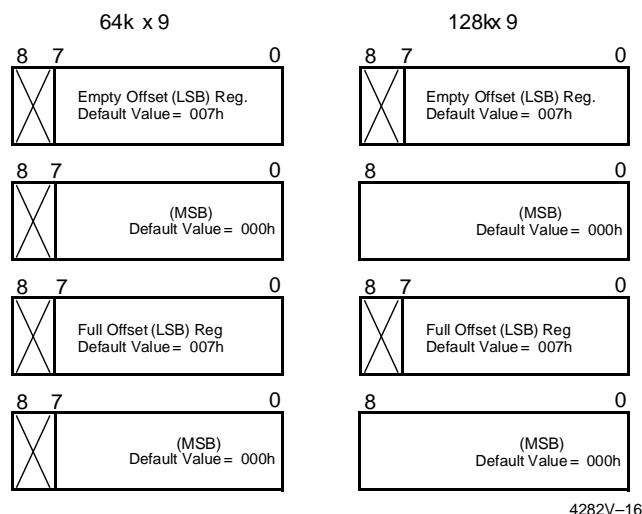 64k x 9
8 7 0
Empty Offset (LSB) Reg.
Default Value = 007h
8 7 0
(MSB)
Default Value = 000h
8 7 0
Full Offset (LSB) Reg
Default Value = 007h
8 7 0
(MSB)
Default Value = 000h
128kx 9
8 7 0
Empty Offset (LSB) Reg.
Default Value = 007h
8 0
(MSB)
Default Value = 000h
8 7 0
Full Offset (LSB) Reg
Default Value = 007h
8 0
(MSB)
Default Value = 000h
4282V–16